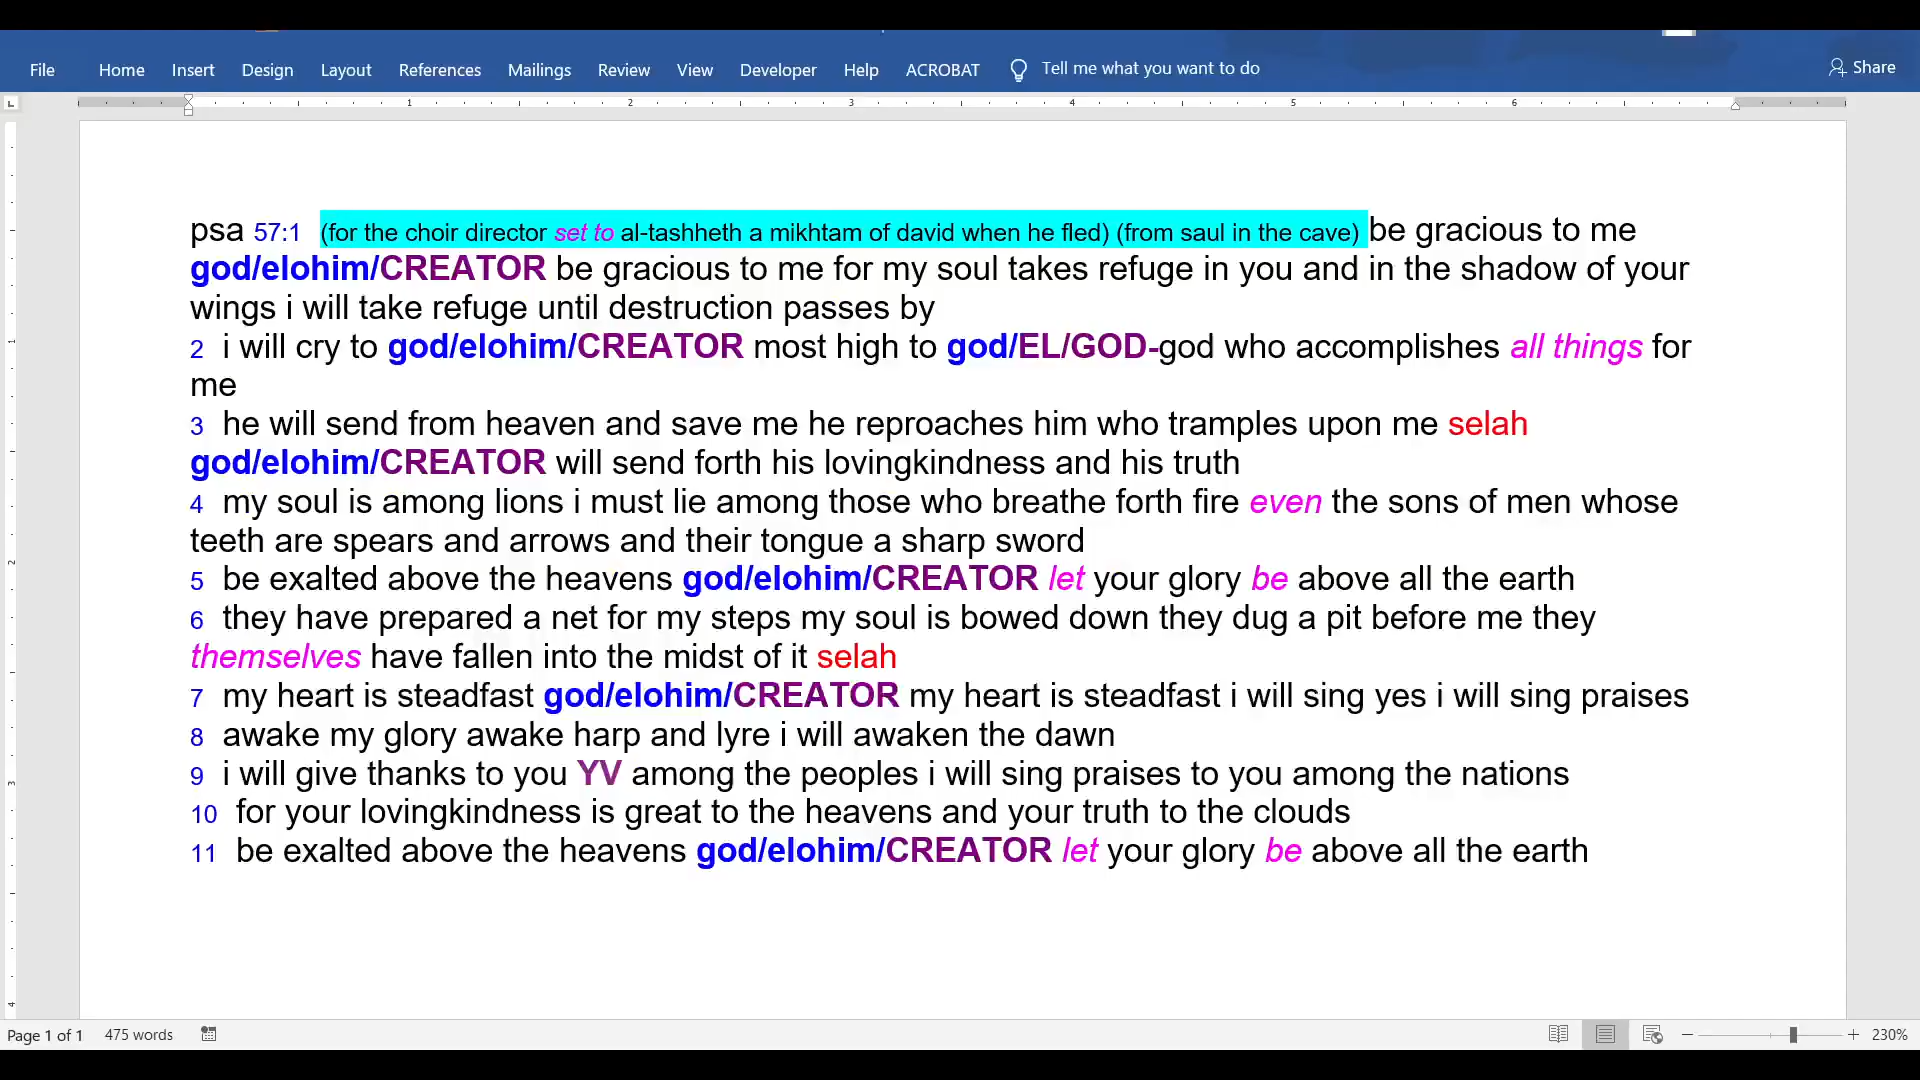 File Home Insert Design Layout References Mailings Review View Developer Help ACROBAT Tell me what you want to do Share
1 2 3 4 5 6
psa 57:1 (for the choir director set to al-tashheth a mikhtam of david when he fled) (from saul in the cave) be gracious to me
god/elohim/CREATOR be gracious to me for my soul takes refuge in you and in the shadow of your
wings i will take refuge until destruction passes by
2 i will cry to god/elohim/CREATOR most high to god/EL/GOD-god who accomplishes all things for
me
3 he will send from heaven and save me he reproaches him who tramples upon me selah
god/elohim/CREATOR will send forth his lovingkindness and his truth
4 my soul is among lions i must lie among those who breathe forth fire even the sons of men whose
teeth are spears and arrows and their tongue a sharp sword
5 be exalted above the heavens god/elohim/CREATOR let your glory be above all the earth
6 they have prepared a net for my steps my soul is bowed down they dug a pit before me they
themselves have fallen into the midst of it selah
7 my heart is steadfast god/elohim/CREATOR my heart is steadfast i will sing yes i will sing praises
8 awake my glory awake harp and lyre i will awaken the dawn
9 i will give thanks to you YV among the peoples i will sing praises to you among the nations
10 for your lovingkindness is great to the heavens and your truth to the clouds
11 be exalted above the heavens god/elohim/CREATOR let your glory be above all the earth
1
2
3
4
Page 1 of 1 475 words 230%